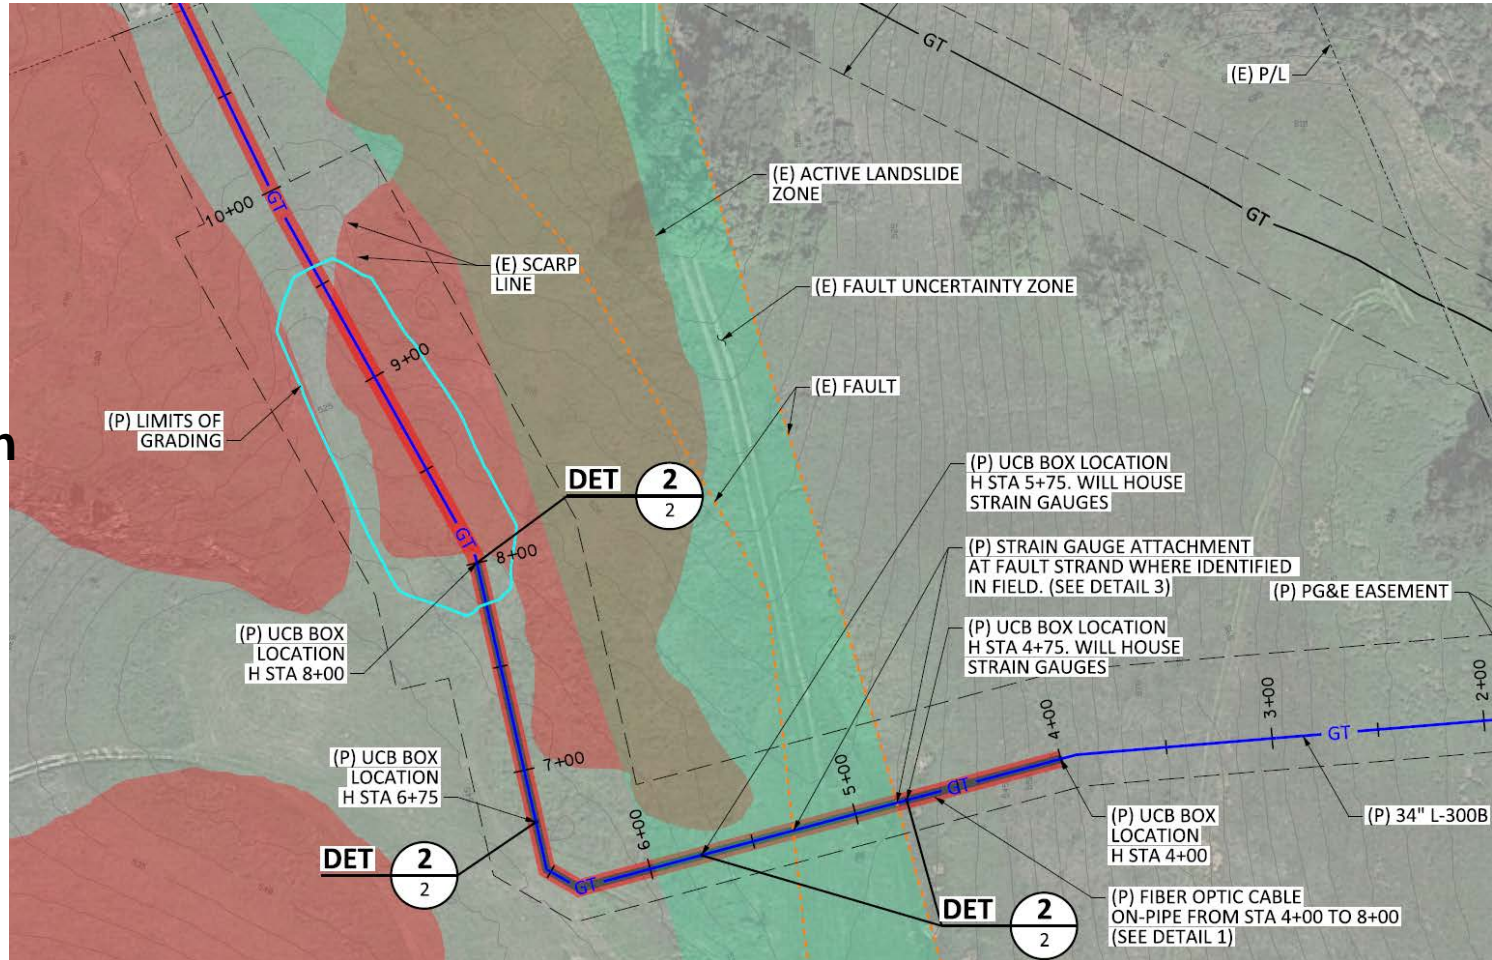 GT
(E) P/L
(E) ACTIVE LANDSLIDE
ZONE
GT
10+00
GT
(E) SCARP
LINE
(E) FAULT UNCERTAINTY ZONE
9+00
(E) FAULT
525
(P) LIMITS OF
GRADING
n
DET
2
2
(P) UCB BOX LOCATION
H STA 5+75. WILL HOUSE
STRAIN GAUGES
GT
8+00
(P) STRAIN GAUGE ATTACHMENT
AT FAULT STRAND WHERE IDENTIFIED
IN FIELD. (SEE DETAIL 3)
(P) PG&E EASEMENT
(P) UCB BOX
LOCATION
H STA 8+00
(P) UCB BOX LOCATION
H STA 4+75. WILL HOUSE
STRAIN GAUGES
4+00
3+00
2+00
GT
(P) UCB BOX
LOCATION
H STA 6+75
7+00
5+00
GT
6+00
(P) UCB BOX
LOCATION
H STA 4+00
(P) 34" L-300B
DET
2
2
GT
DET
2
2
(P) FIBER OPTIC CABLE
ON-PIPE FROM STA 4+00 TO 8+00
(SEE DETAIL 1)